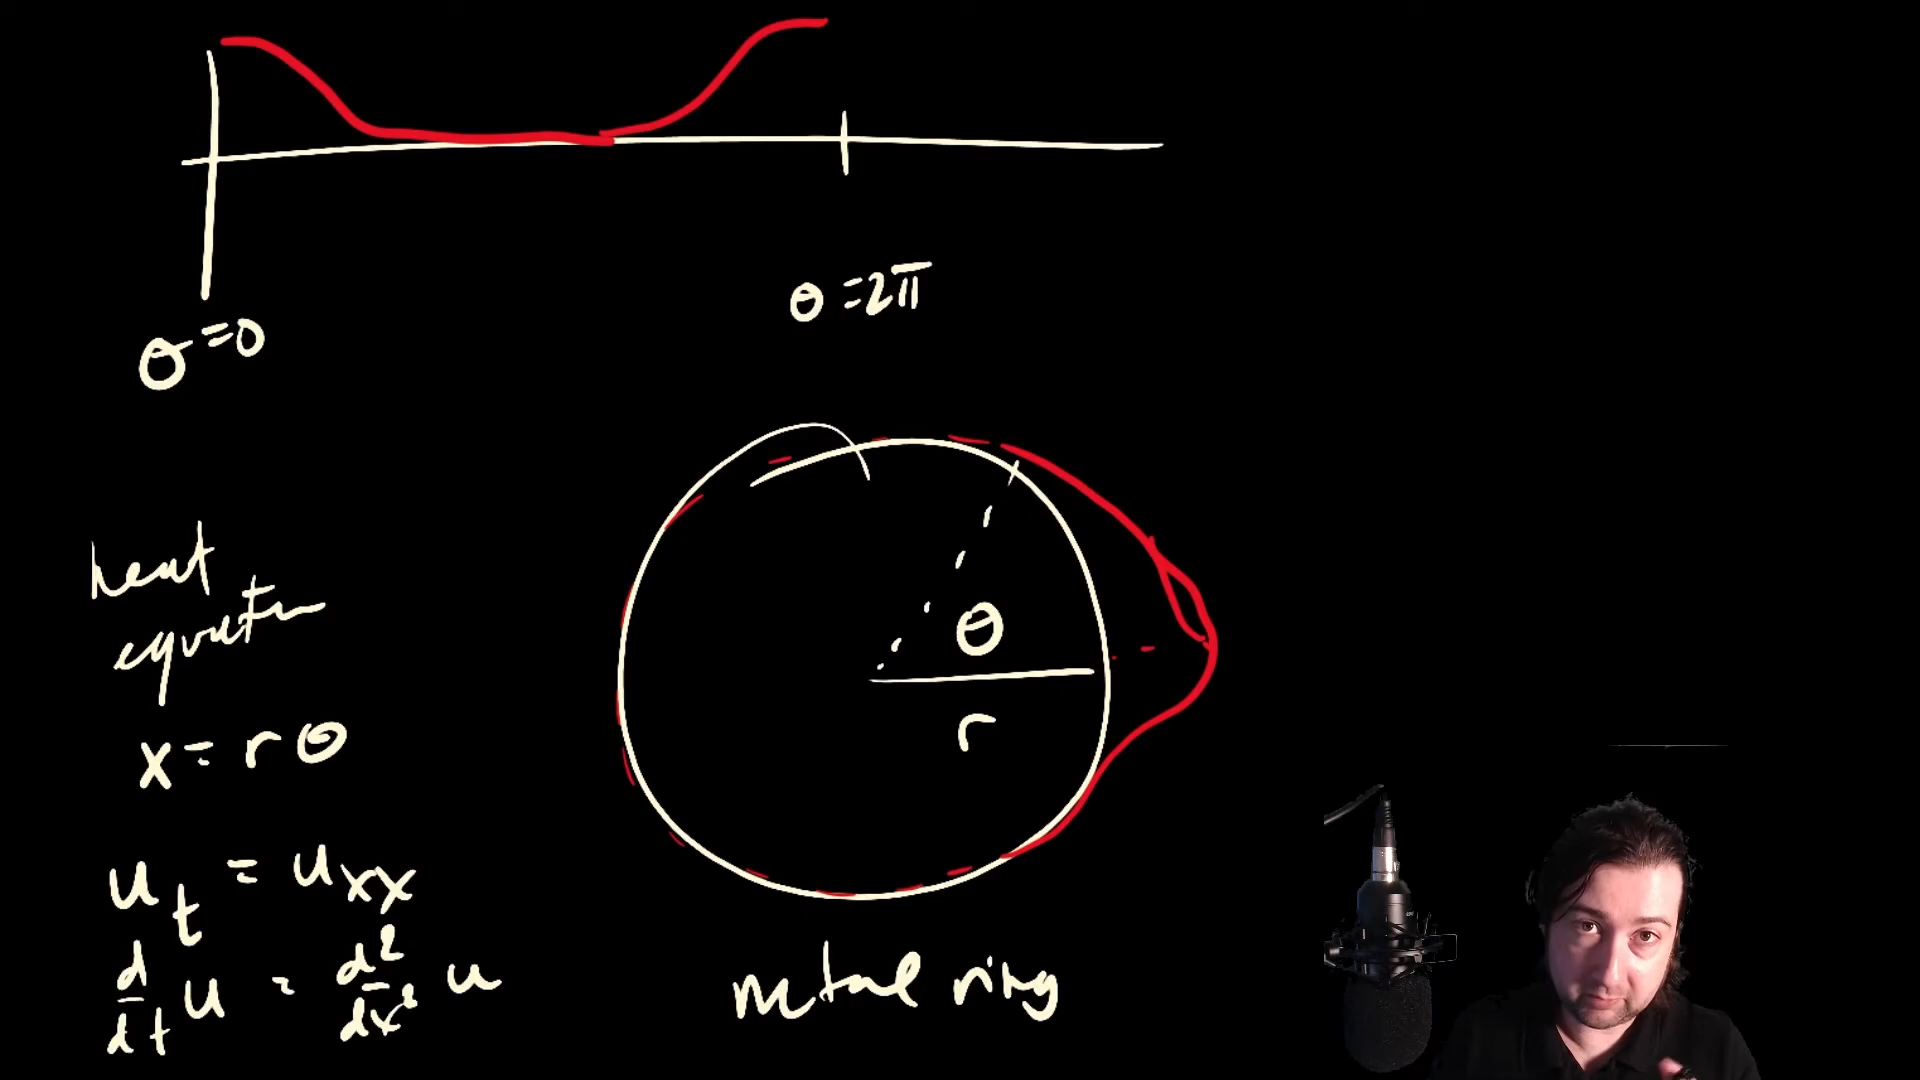 θ=0
θ=2π
heat
equation
x=rθ
θ
r
u_t = u_xx
d/dt u = d²/dx² u
metal ring